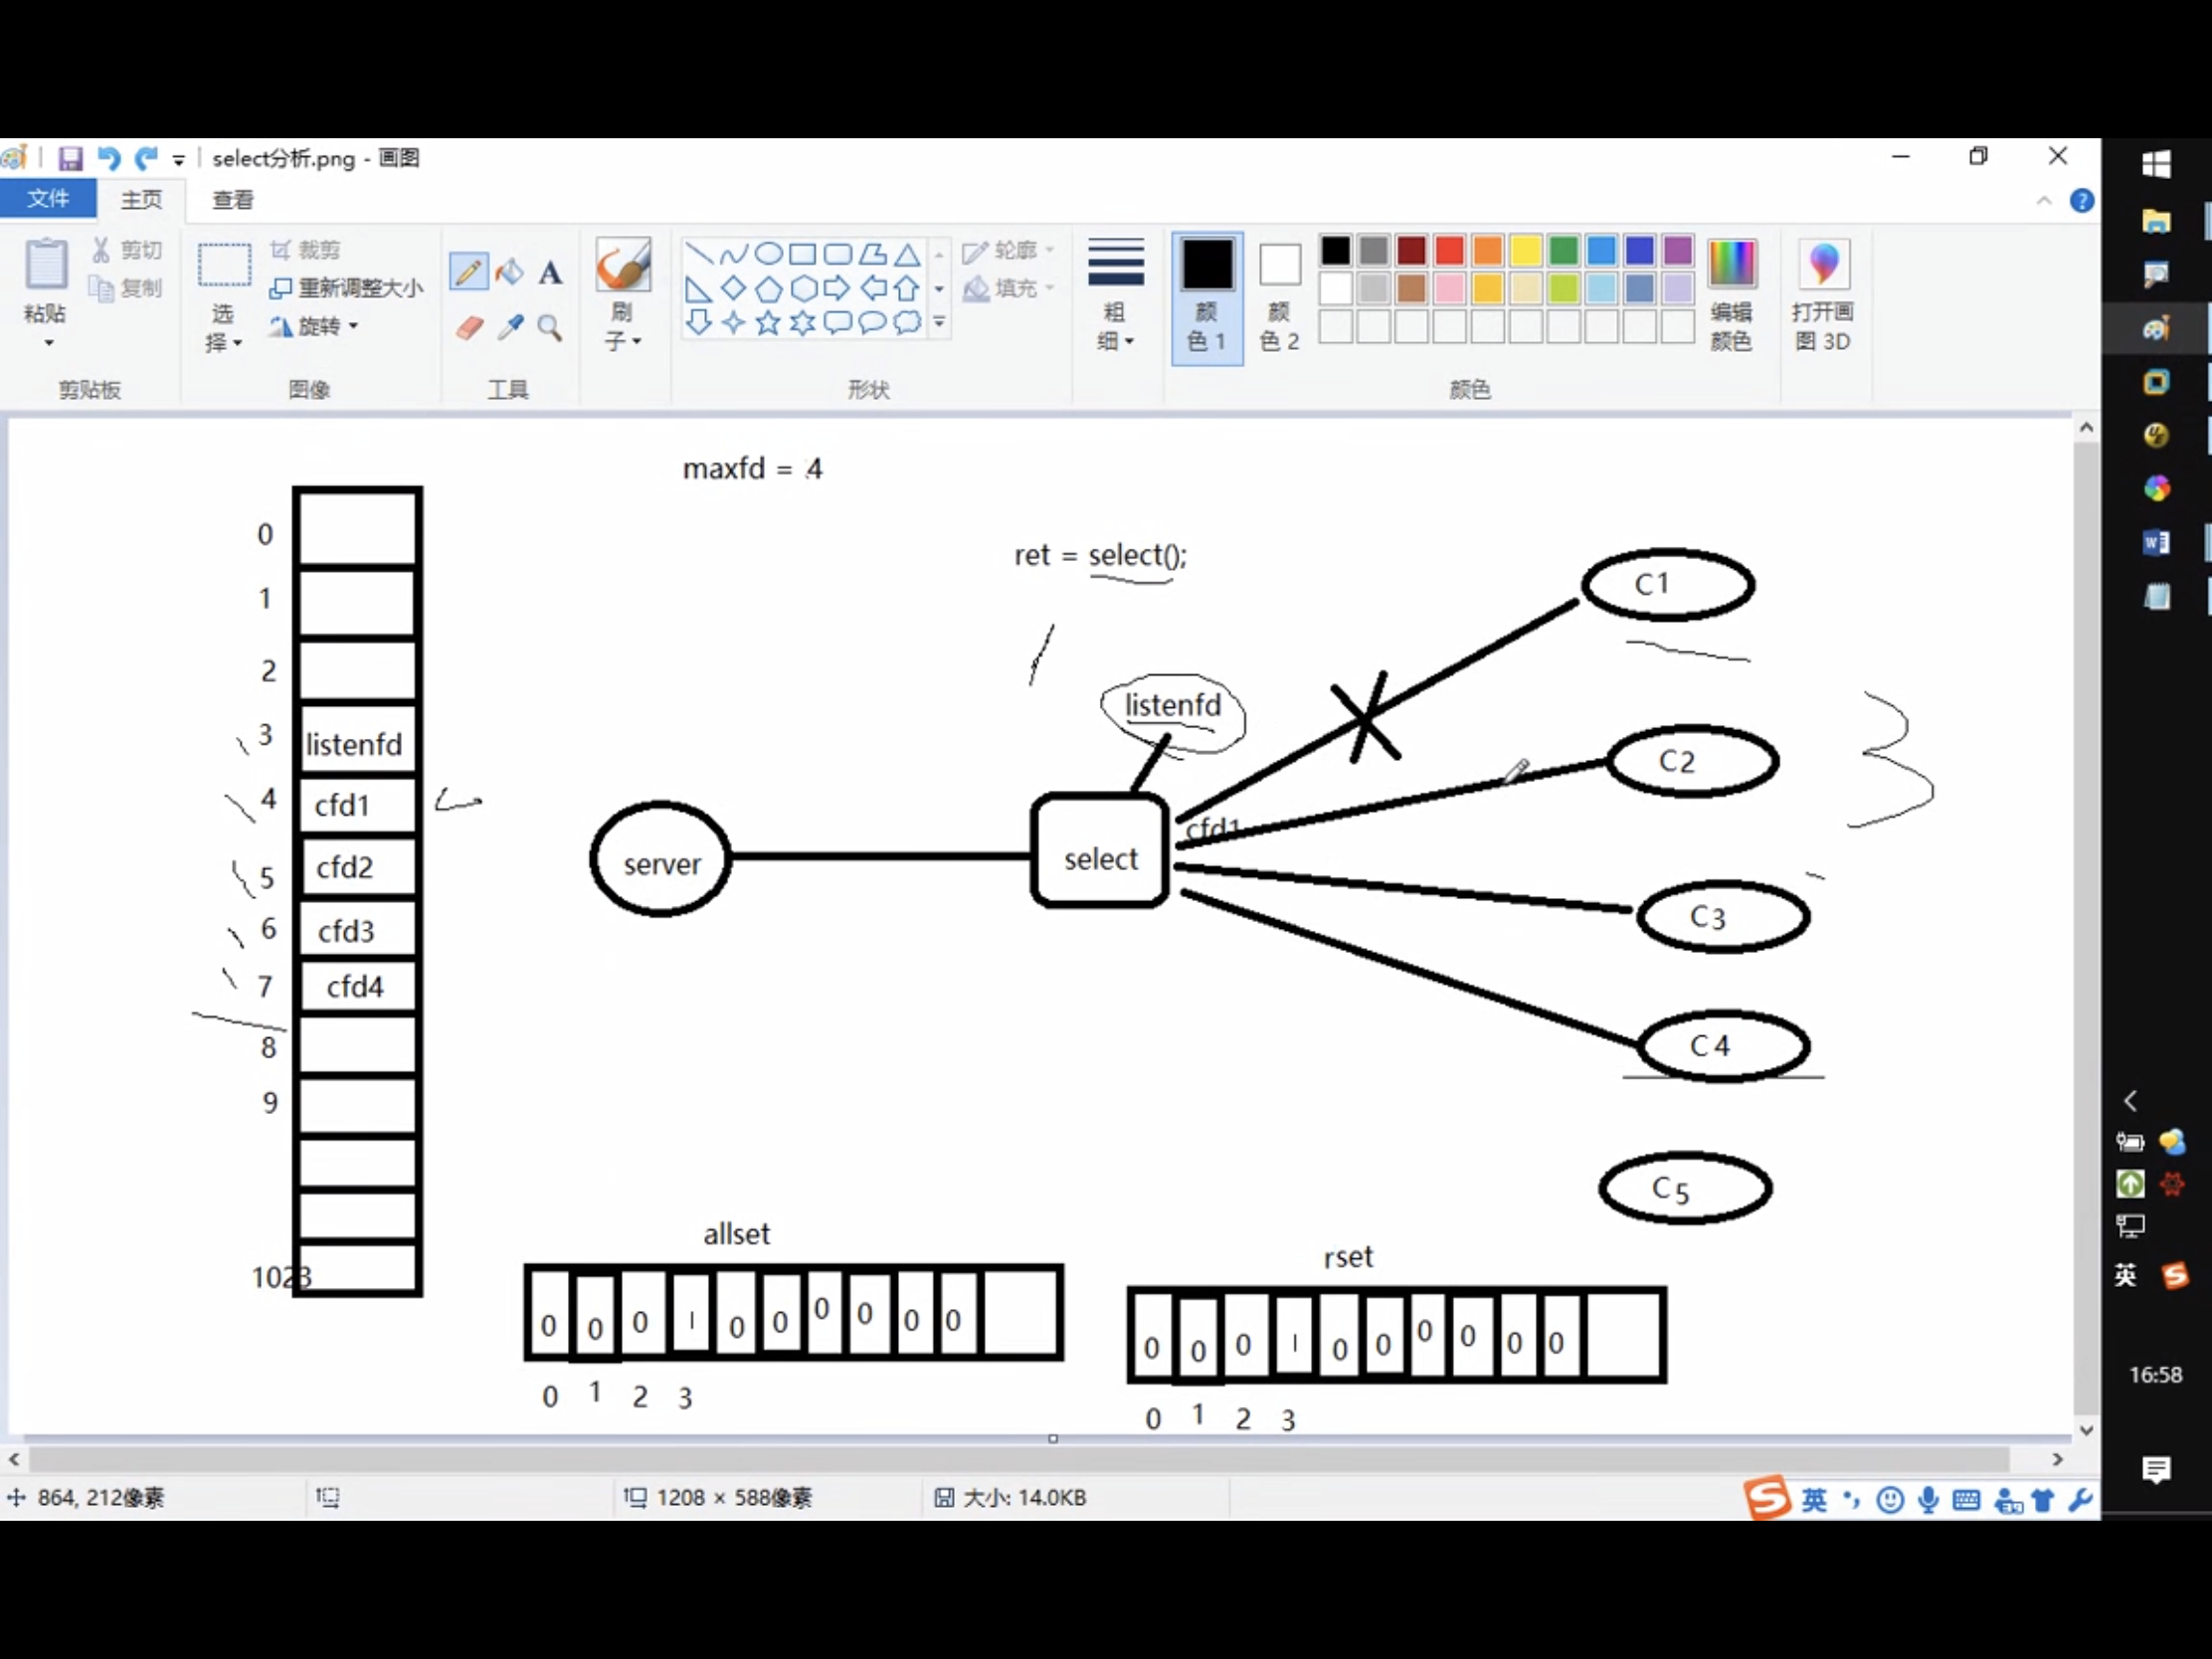 select分析.png - 画图
文件 主页 查看
粘贴
剪切
复制
剪贴板
选择
裁剪
重新调整大小
旋转
图像
A
工具
刷子
形状
轮廓
填充
粗细
颜色 1
颜色 2
颜色
编辑颜色
打开画图 3D
maxfd = 4
ret = select();
0
1
2
3 listenfd
4 cfd1
5 cfd2
6 cfd3
7 cfd4
8
9
1023
server
select
listenfd
cfd1
C1
C2
C3
C4
C5
allset
0 0 0 1 0 0 0 0 0 0
0 1 2 3
rset
0 0 0 1 0 0 0 0 0 0
0 1 2 3
864, 212像素
1208 × 588像素
大小: 14.0KB
英
英
16:58